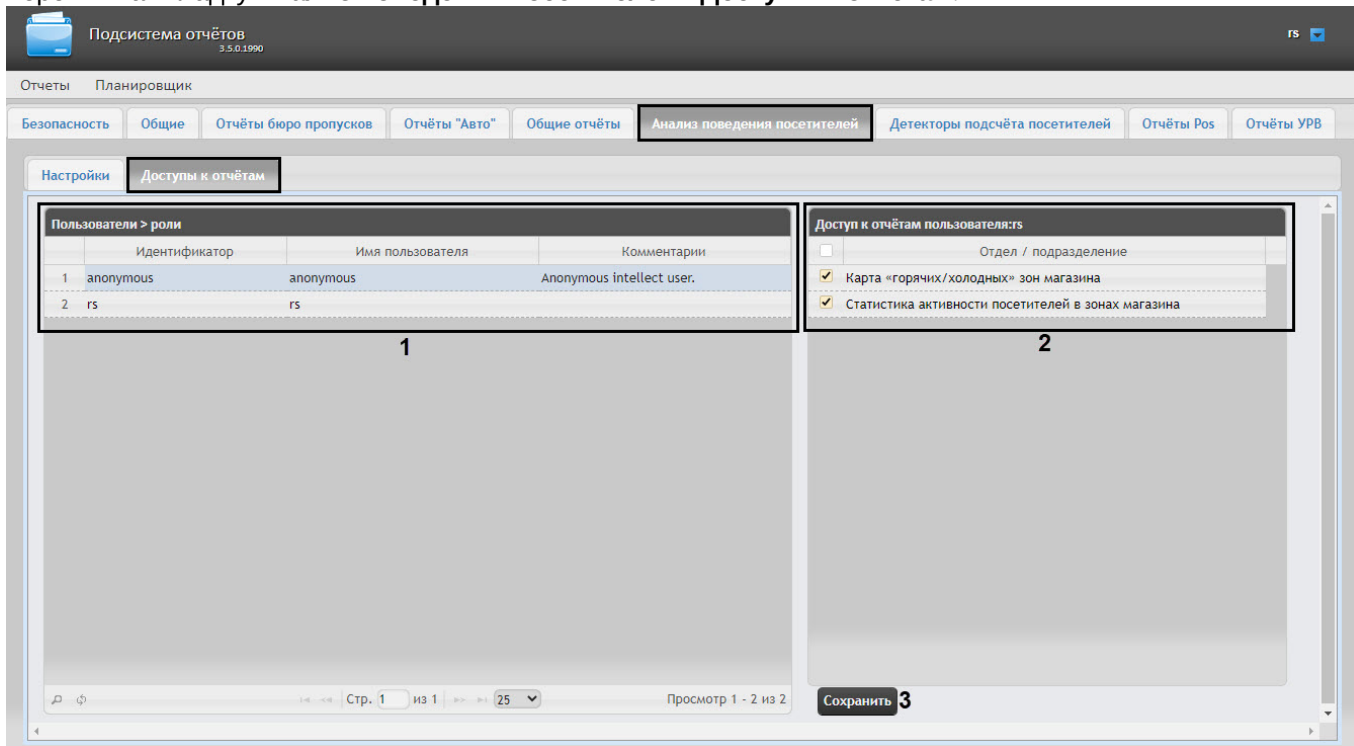 Подсистема отчётов
3.5.0.1990
rs
Отчеты Планировщик
Безопасность Общие Отчёты бюро пропусков Отчёты "Авто" Общие отчёты Анализ поведения посетителей Детекторы подсчёта посетителей Отчёты Pos Отчёты УРВ
Настройки Доступы к отчётам
Пользователи > роли
Идентификатор Имя пользователя Комментарии
1 anonymous anonymous Anonymous intellect user.
2 rs rs
1
Доступ к отчётам пользователя:rs
Отдел / подразделение
Карта «горячих/холодных» зон магазина
Статистика активности посетителей в зонах магазина
2
Стр. 1 из 1 25 Просмотр 1 - 2 из 2
Сохранить 3